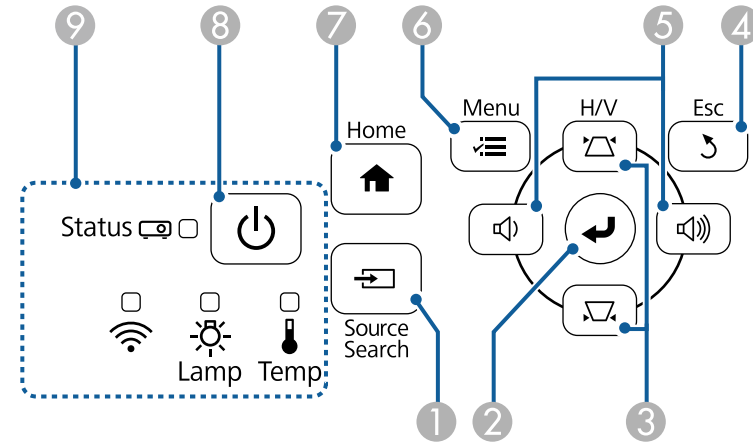 9 8 7 6 5 4
Menu H/V Esc
Home
Status
Source
Search
Lamp Temp
1 2 3